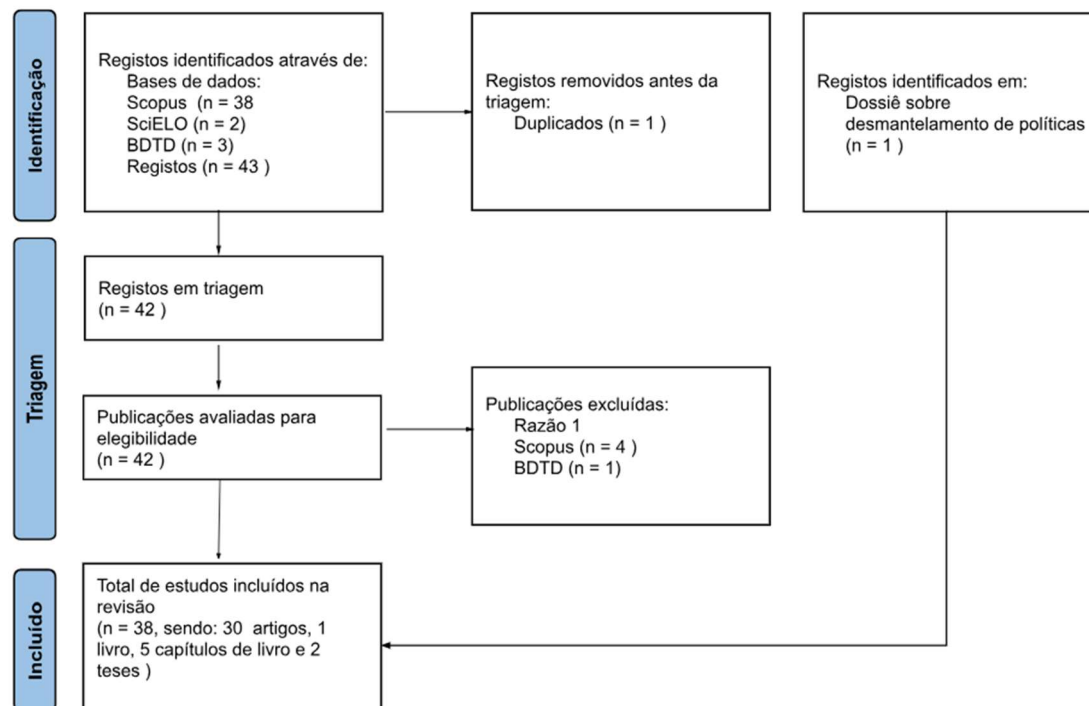 Identificação
Registos identificados através de:
Bases de dados:
Scopus (n = 38
SciELO (n = 2)
BDTD (n = 3)
Registos (n = 43 )
Registos removidos antes da
triagem:
Duplicados (n = 1 )
Registos identificados em:
Dossiê sobre
desmantelamento de políticas
(n = 1 )
Triagem
Registos em triagem
(n = 42 )
Publicações avaliadas para
elegibilidade
(n = 42 )
Publicações excluídas:
Razão 1
Scopus (n = 4 )
BDTD (n = 1)
Incluído
Total de estudos incluídos na
revisão
(n = 38, sendo: 30 artigos, 1
livro, 5 capítulos de livro e 2
teses )